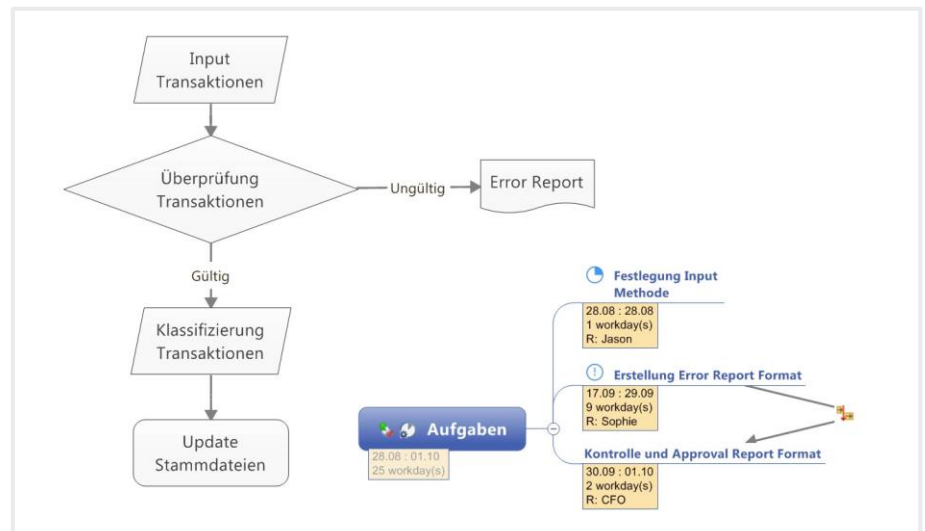 Input
Transaktionen
Überprüfung
Transaktionen
Ungültig
Error Report
Gültig
Klassifizierung
Transaktionen
Update
Stammdateien
Aufgaben
28.08 : 01.10
25 workday(s)
Festlegung Input
Methode
28.08 : 28.08
1 workday(s)
R: Jason
Erstellung Error Report Format
17.09 : 29.09
9 workday(s)
R: Sophie
Kontrolle und Approval Report Format
30.09 : 01.10
2 workday(s)
R: CFO